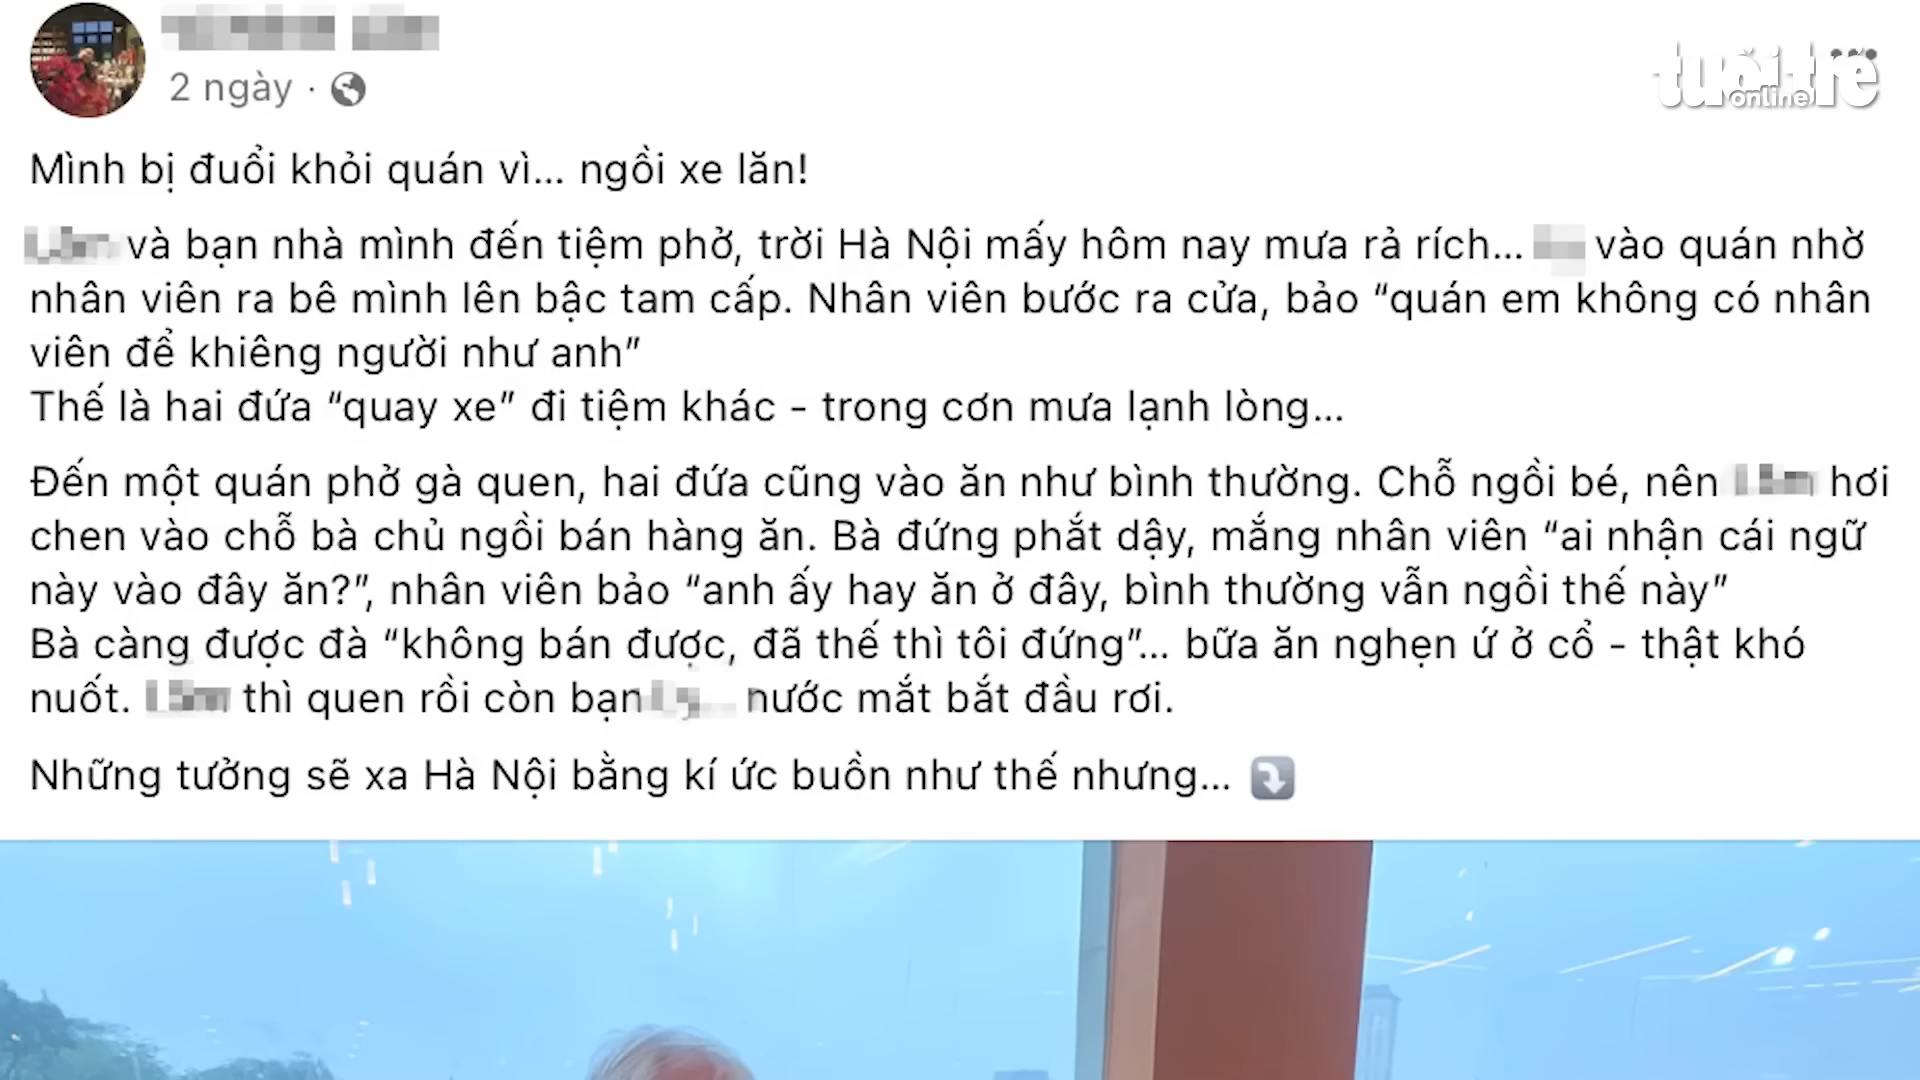 2 ngày ·
tuổi trẻ
online
Mình bị đuổi khỏi quán vì... ngồi xe lăn!
và bạn nhà mình đến tiệm phở, trời Hà Nội mấy hôm nay mưa rả rích... vào quán nhờ
nhân viên ra bê mình lên bậc tam cấp. Nhân viên bước ra cửa, bảo “quán em không có nhân
viên để khiêng người như anh”
Thế là hai đứa “quay xe” đi tiệm khác - trong cơn mưa lạnh lòng...
Đến một quán phở gà quen, hai đứa cũng vào ăn như bình thường. Chỗ ngồi bé, nên hơi
chen vào chỗ bà chủ ngồi bán hàng ăn. Bà đứng phắt dậy, mắng nhân viên “ai nhận cái ngữ
này vào đây ăn?”, nhân viên bảo “anh ấy hay ăn ở đây, bình thường vẫn ngồi thế này”
Bà càng được đà “không bán được, đã thế thì tôi đứng”... bữa ăn nghẹn ứ ở cổ - thật khó
nuốt. thì quen rồi còn bạn nước mắt bắt đầu rơi.
Những tưởng sẽ xa Hà Nội bằng kí ức buồn như thế nhưng...